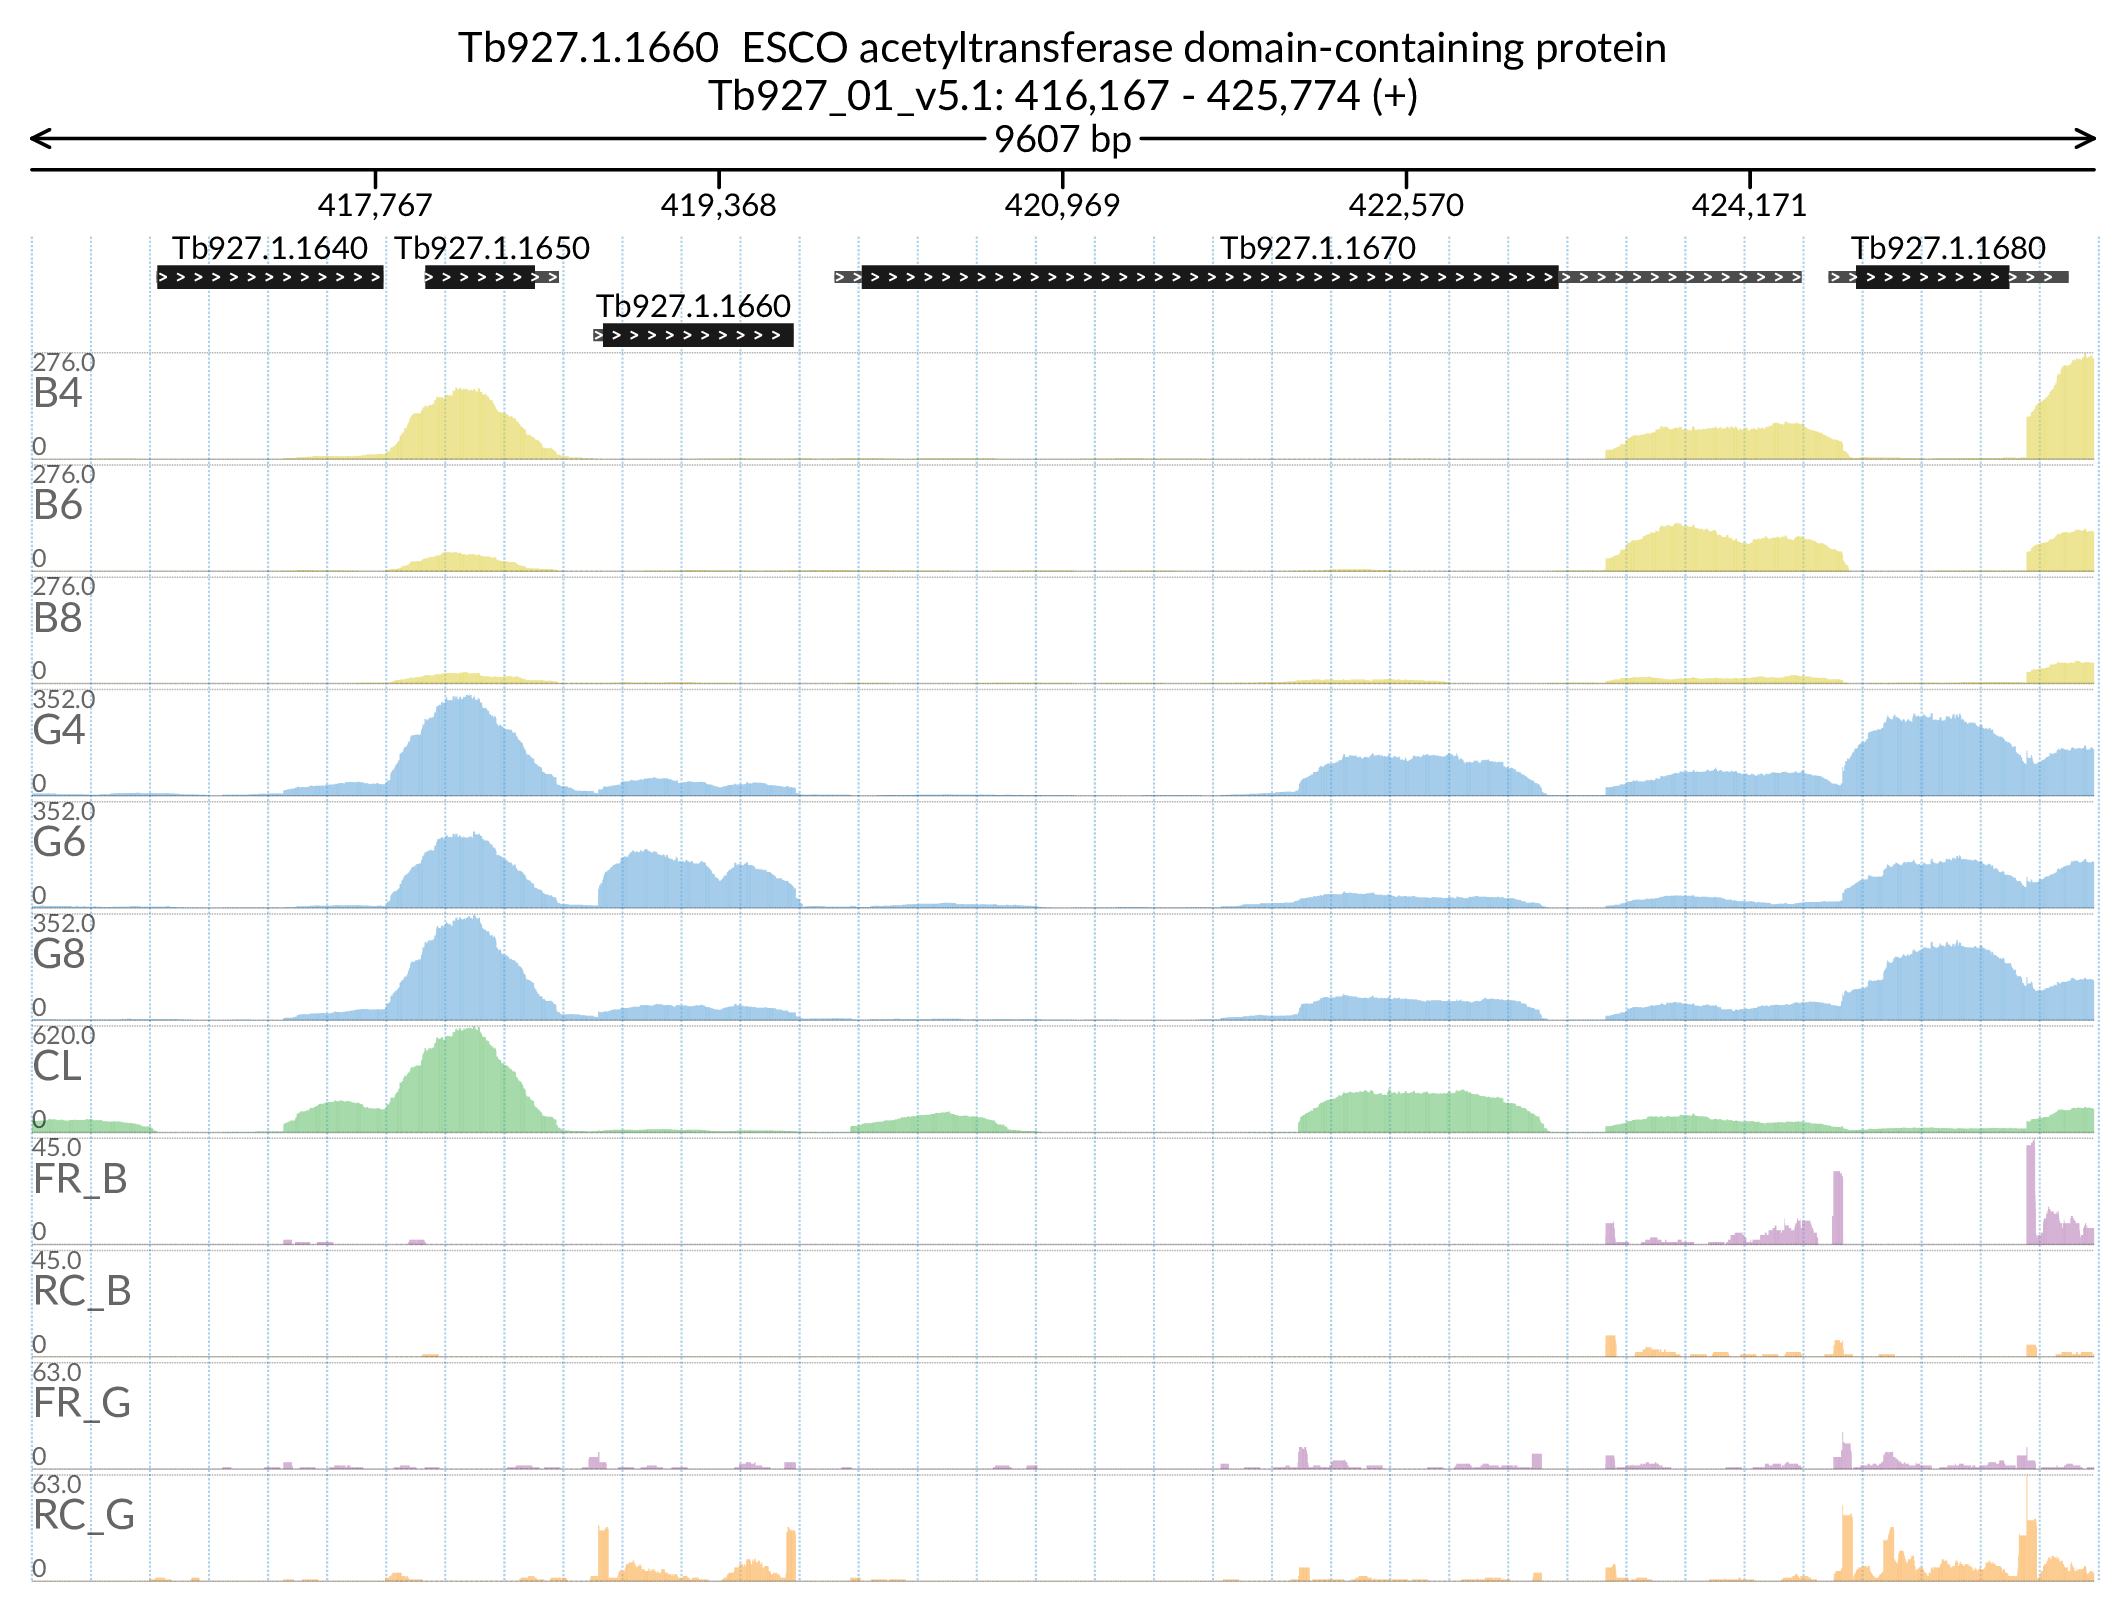 Tb927.1.1660  ESCO acetyltransferase domain-containing protein
Tb927_01_v5.1: 416,167 - 425,774 (+)
9607 bp
417,767 419,368 420,969 422,570 424,171
Tb927.1.1640 Tb927.1.1650 Tb927.1.1670 Tb927.1.1680
Tb927.1.1660
276.0
B4
0
276.0
B6
0
276.0
B8
0
352.0
G4
0
352.0
G6
0
352.0
G8
0
620.0
CL
0
45.0
FR_B
0
45.0
RC_B
0
63.0
FR_G
0
63.0
RC_G
0